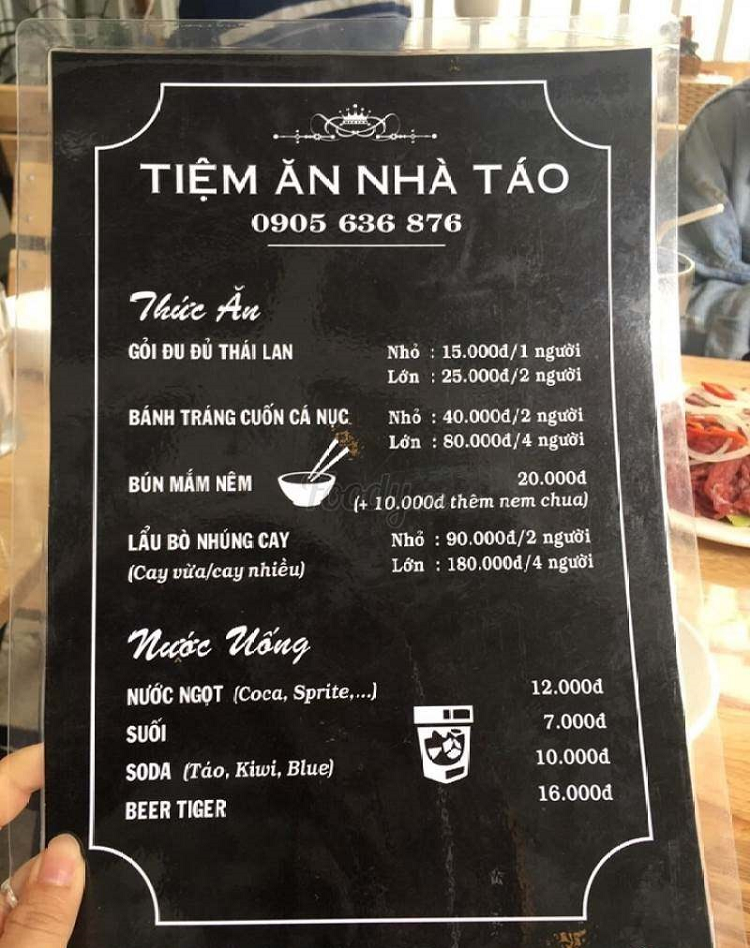 TIỆM ĂN NHÀ TÁO
0905 636 876
Thức Ăn
GỎI ĐU ĐỦ THÁI LAN Nhỏ : 15.000đ/1 người
Lớn : 25.000đ/2 người
BÁNH TRÁNG CUỐN CÁ NỤC Nhỏ : 40.000đ/2 người
Lớn : 80.000đ/4 người
BÚN MẮM NÊM 20.000đ
(+ 10.000đ thêm nem chua)
Foody
LẨU BÒ NHÚNG CAY Nhỏ : 90.000đ/2 người
(Cay vừa/cay nhiều) Lớn : 180.000đ/4 người
Nước Uống
NƯỚC NGỌT (Coca, Sprite,...) 12.000đ
SUỐI 7.000đ
SODA (Táo, Kiwi, Blue) 10.000đ
BEER TIGER 16.000đ